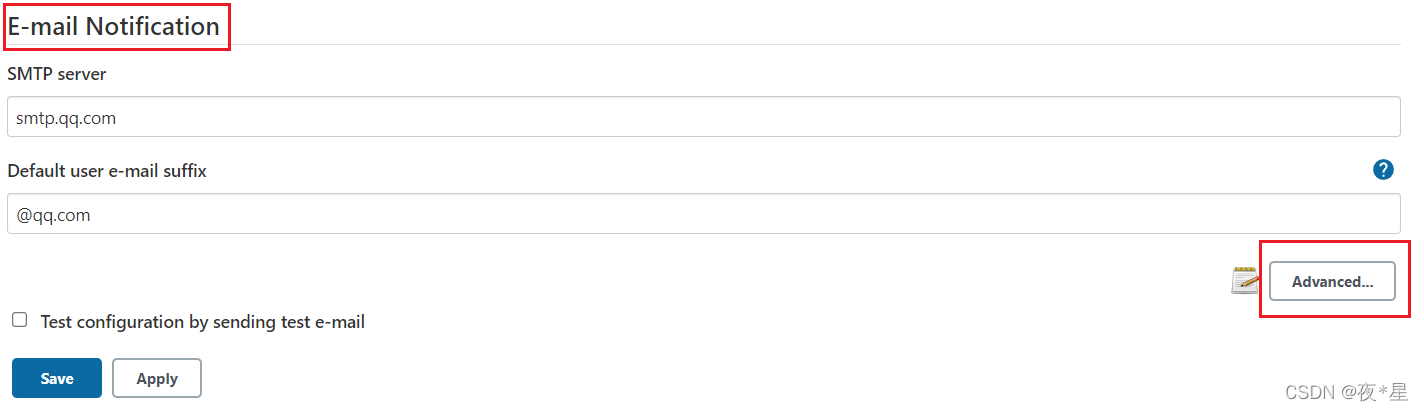 E-mail Notification
SMTP server
smtp.qq.com
Default user e-mail suffix
?
@qq.com
Advanced...
Test configuration by sending test e-mail
Save Apply
CSDN @夜*星